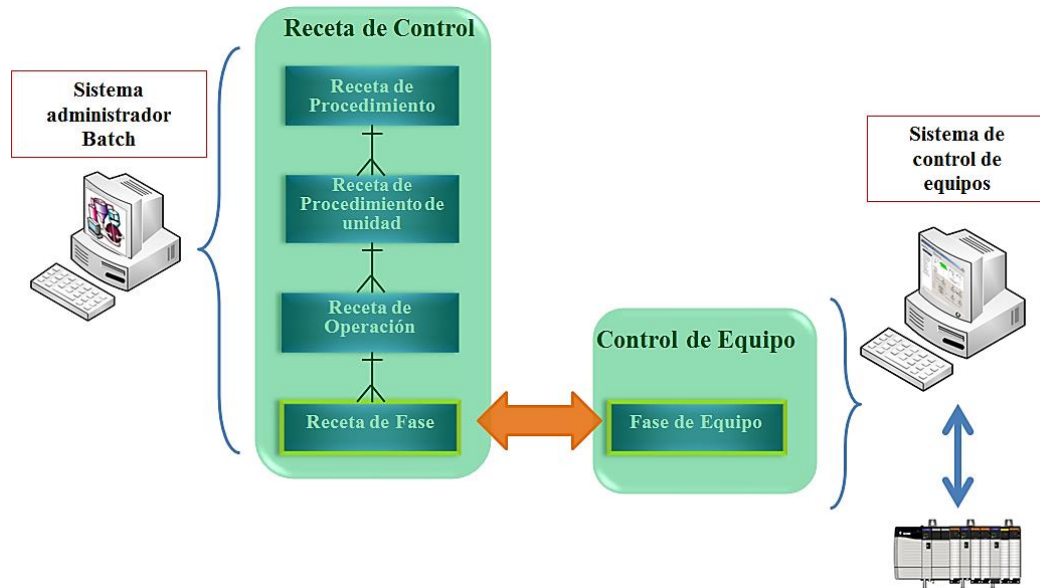 Receta de Control
Sistema
administrador
Batch
Receta de
Procedimiento
Receta de
Procedimiento de
unidad
Receta de
Operación
Receta de Fase
Control de Equipo
Fase de Equipo
Sistema de
control de
equipos